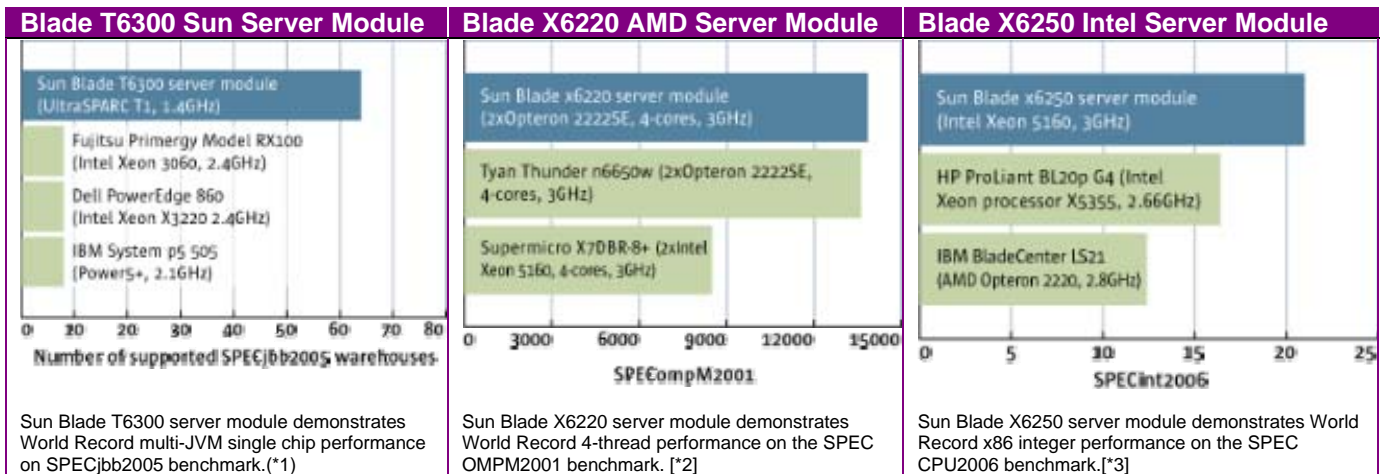 Blade T6300 Sun Server Module
Sun Blade T6300 server module
(UltraSPARC T1, 1.4GHz)
Fujitsu Primergy Model RX100
(Intel Xeon 3060, 2.4GHz)
Dell PowerEdge 860
(Intel Xeon X3220 2.4GHz)
IBM System p5 505
(Power5+, 2.1GHz)
0 10 20 30 40 50 60 70 80
Number of supported SPECjbb2005 warehouses
Sun Blade T6300 server module demonstrates
World Record multi-JVM single chip performance
on SPECjbb2005 benchmark.(*1)
Blade X6220 AMD Server Module
Sun Blade x6220 server module
(2xOpteron 2222SE, 4-cores, 3GHz)
Tyan Thunder n6650w (2xOpteron 2222SE,
4-cores, 3GHz)
Supermicro X7DBR-8+ (2xIntel
Xeon 5160, 4-cores, 3GHz)
0 3000 6000 9000 12000 15000
SPECompM2001
Sun Blade X6220 server module demonstrates
World Record 4-thread performance on the SPEC
OMPM2001 benchmark. [*2]
Blade X6250 Intel Server Module
Sun Blade x6250 server module
(Intel Xeon 5160, 3GHz)
HP ProLiant BL20p G4 (Intel
Xeon processor X5355, 2.66GHz)
IBM BladeCenter LS21
(AMD Opteron 2220, 2.8GHz)
0 5 10 15 20 25
SPECint2006
Sun Blade X6250 server module demonstrates World
Record x86 integer performance on the SPEC
CPU2006 benchmark.[*3]